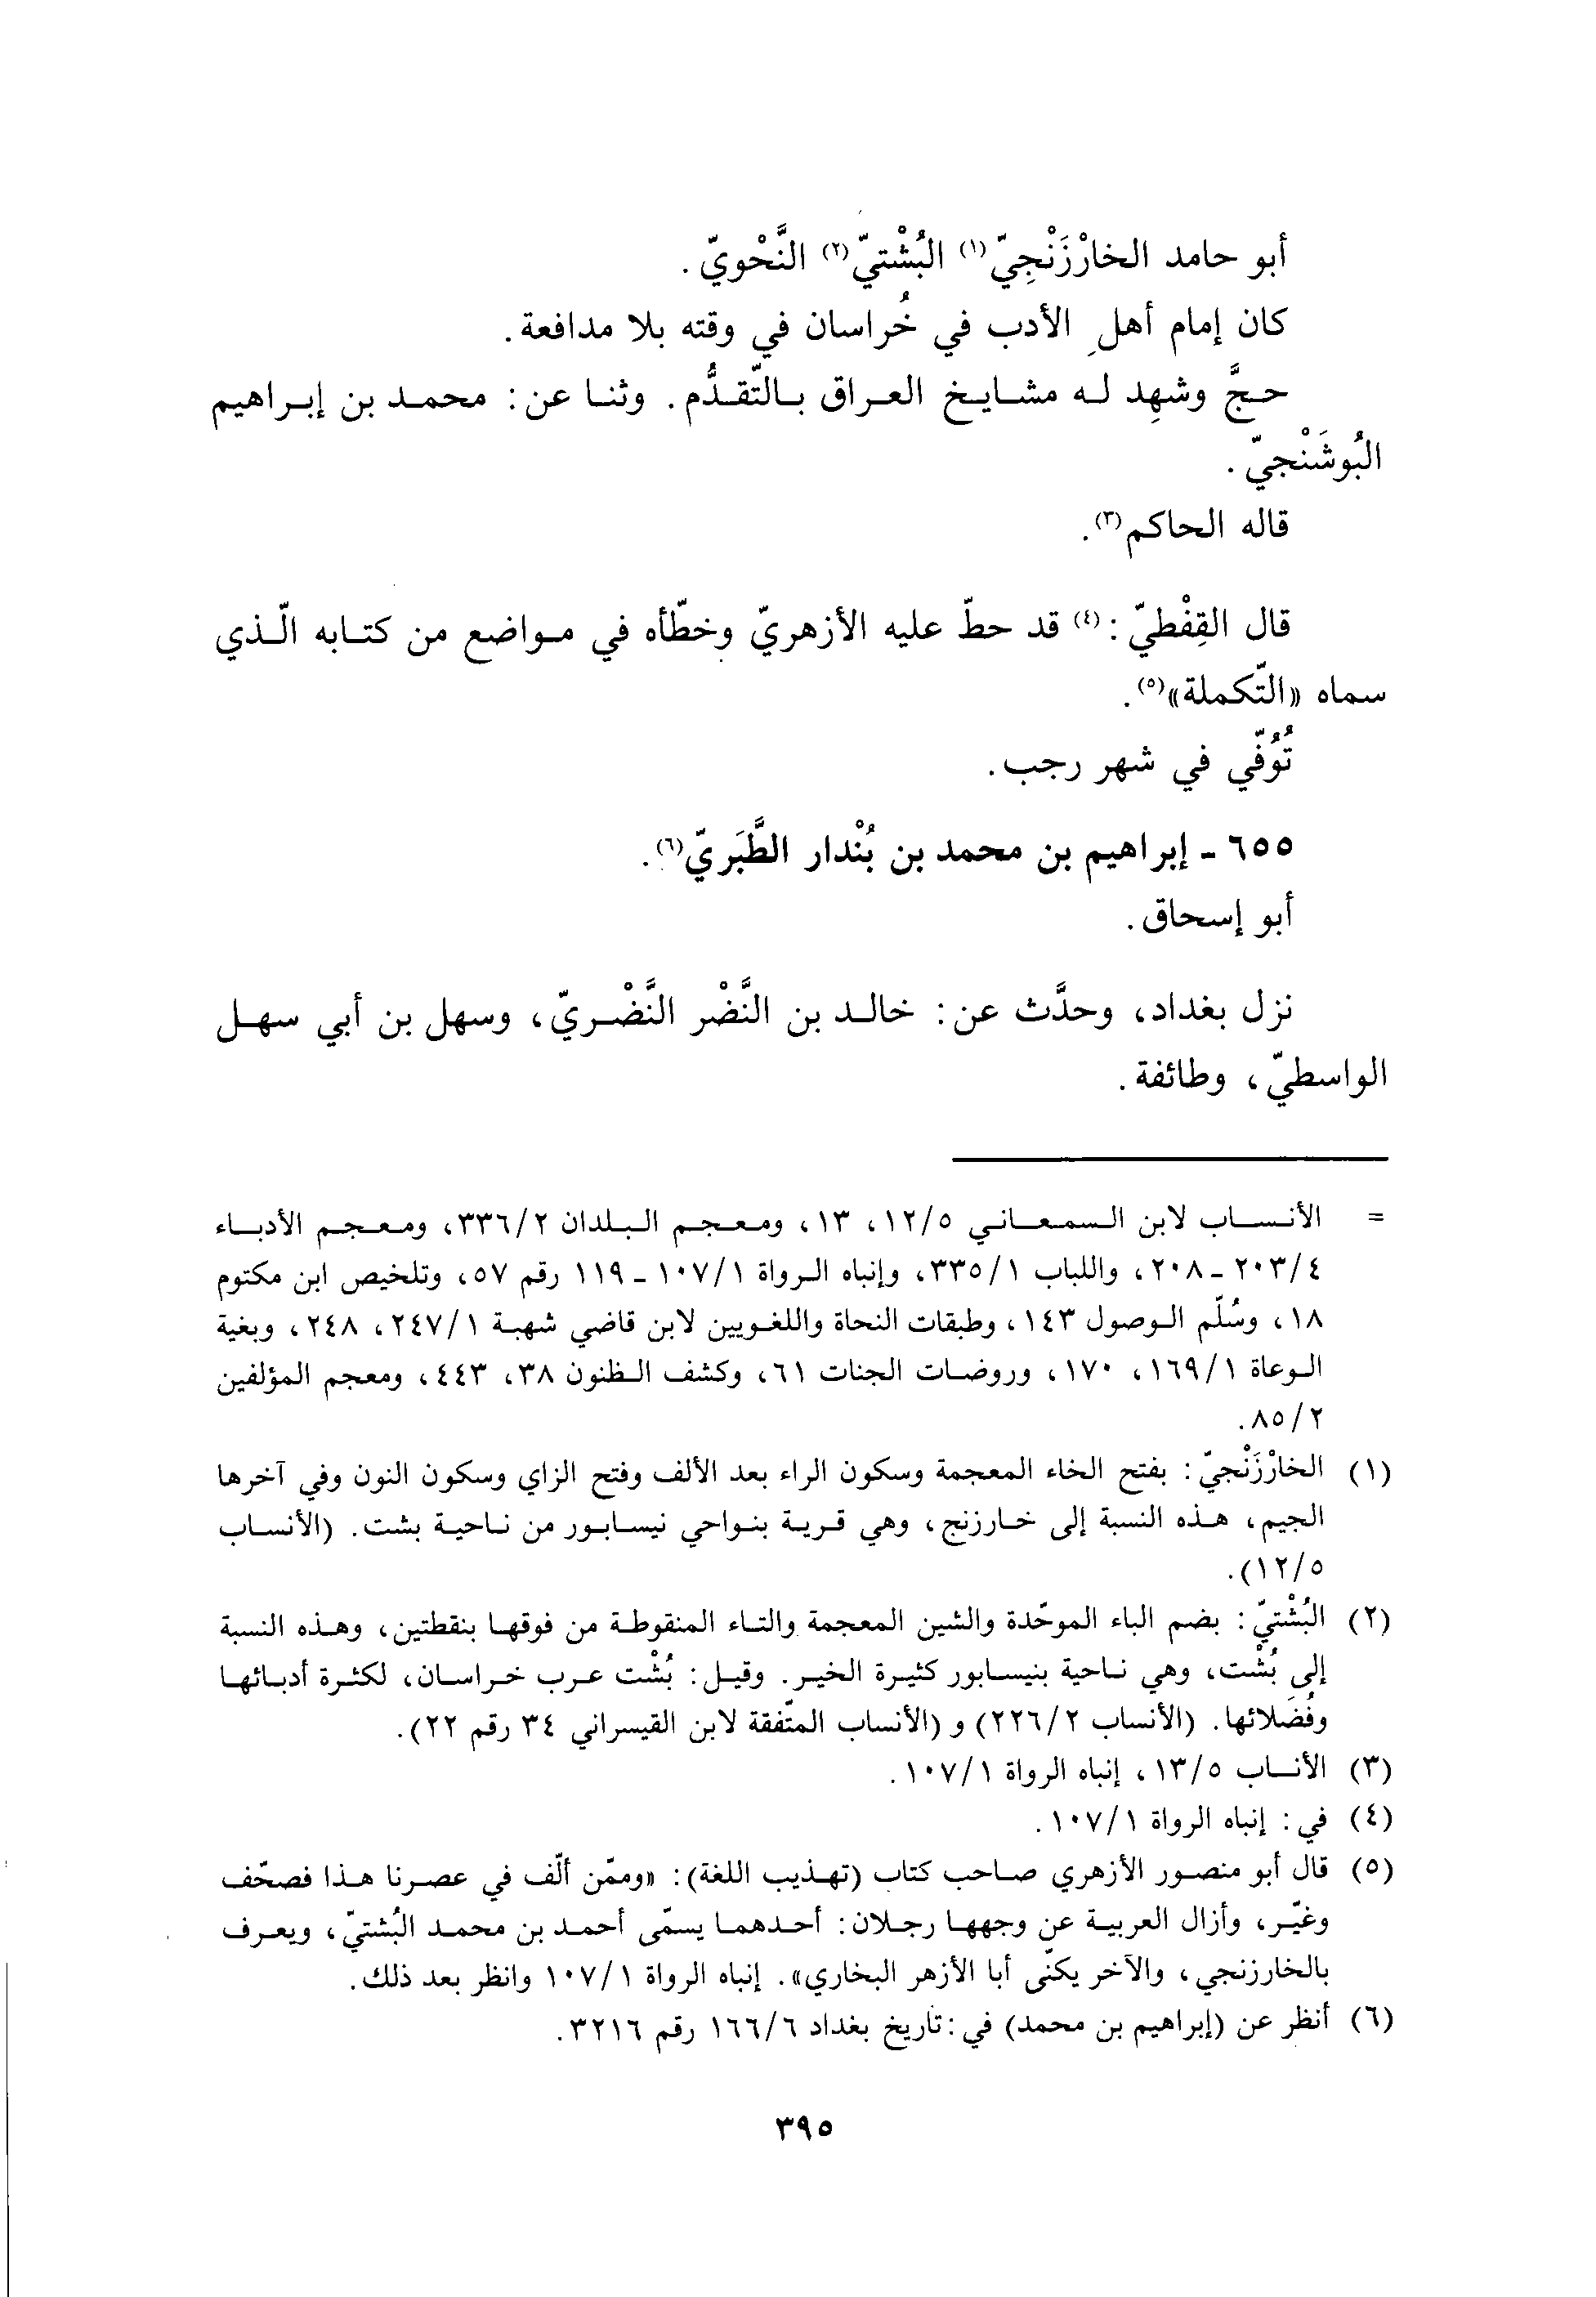 أبو حامد الخارْزَنْجِيّ(١) البُشْتيّ(٢) النَّحْويّ.
كان إمام أهلِ الأدب في خُراسان في وقته بلا مدافعة.
حجَّ وشهِد له مشايخ العراق بالتّقدُّم. وثنا عن: محمد بن إبراهيم
البُوشَنْجيّ.
قاله الحاكم(٣).
قال القِفْطيّ:(٤) قد حطّ عليه الأزهريّ وخطّأه في مواضع من كتابه الّذي
سماه «التّكملة»(٥).
تُوُفّي في شهر رجب.
٦٥٥ - إبراهيم بن محمد بن بُنْدار الطَّبَريّ(٦).
أبو إسحاق.
نزل بغداد، وحدَّث عن: خالد بن النَّضْر النَّضْريّ، وسهل بن أبي سهل
الواسطيّ، وطائفة.
= الأنساب لابن السمعاني ١٢/٥، ١٣، ومعجم البلدان ٣٣٦/٢، ومعجم الأدباء
٢٠٣/٤ - ٢٠٨، واللباب ٣٣٥/١، وإنباه الرواة ١٠٧/١ - ١١٩ رقم ٥٧، وتلخيص ابن مكتوم
١٨، وسُلّم الوصول ١٤٣، وطبقات النحاة واللغويين لابن قاضي شهبة ٢٤٧/١، ٢٤٨، وبغية
الوعاة ١٦٩/١، ١٧٠، وروضات الجنات ٦١، وكشف الظنون ٣٨، ٤٤٣، ومعجم المؤلفين
٨٥/٢.
(١) الخارْزَنْجيّ: بفتح الخاء المعجمة وسكون الراء بعد الألف وفتح الزاي وسكون النون وفي آخرها
الجيم، هذه النسبة إلى خارزنج، وهي قرية بنواحي نيسابور من ناحية بشت. (الأنساب
١٢/٥).
(٢) البُشْتيّ: بضم الباء الموحّدة والشين المعجمة والتاء المنقوطة من فوقها بنقطتين، وهذه النسبة
إلى بُشْت، وهي ناحية بنيسابور كثيرة الخير. وقيل: بُشْت عرب خراسان، لكثرة أدبائها
وفُضَلائها. (الأنساب ٢٢٦/٢) و (الأنساب المتّفقة لابن القيسراني ٣٤ رقم ٢٢).
(٣) الأنساب ١٣/٥، إنباه الرواة ١٠٧/١.
(٤) في: إنباه الرواة ١٠٧/١.
(٥) قال أبو منصور الأزهري صاحب كتاب (تهذيب اللغة): «وممّن ألّف في عصرنا هذا فصحّف
وغيّر، وأزال العربية عن وجهها رجلان: أحدهما يسمّى أحمد بن محمد البُشتيّ، ويعرف
بالخارزنجي، والآخر يكنّى أبا الأزهر البخاري». إنباه الرواة ١٠٧/١ وانظر بعد ذلك.
(٦) أنظر عن (إبراهيم بن محمد) في: تاريخ بغداد ١٦٦/٦ رقم ٣٢١٦.
٣٩٥